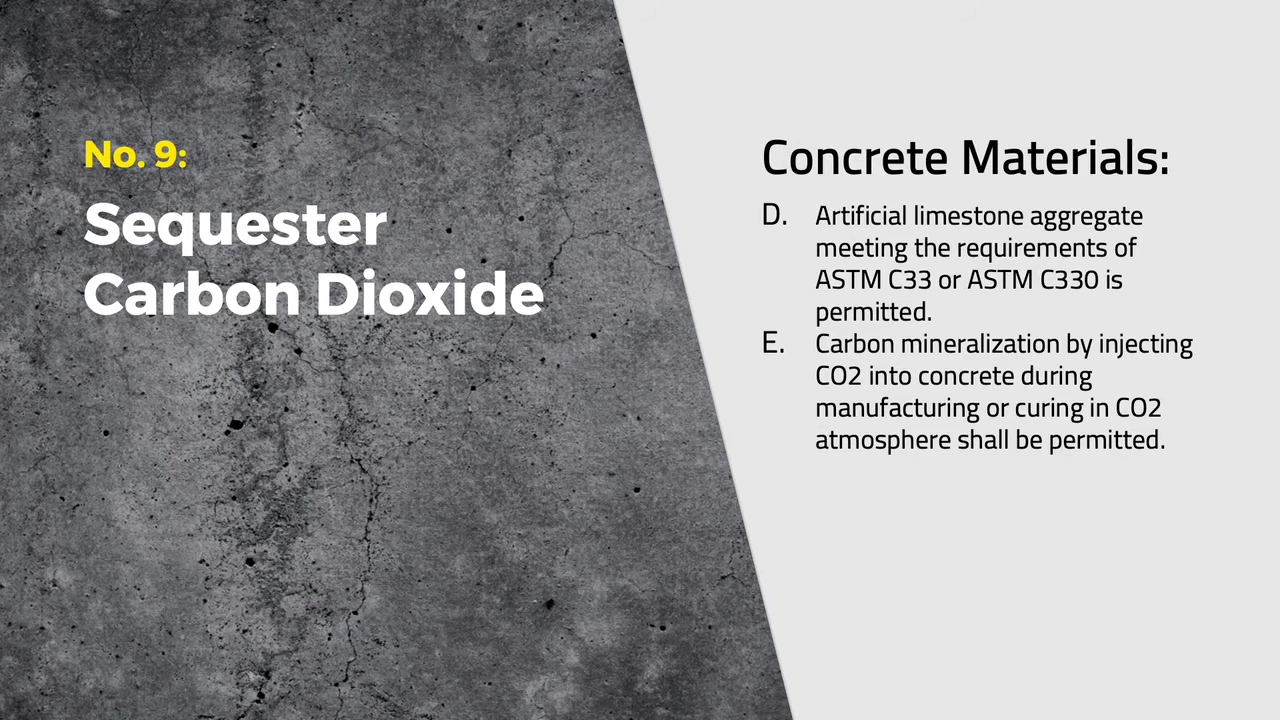 No. 9:
Sequester
Carbon Dioxide
Concrete Materials:
D. Artificial limestone aggregate
meeting the requirements of
ASTM C33 or ASTM C330 is
permitted.
E. Carbon mineralization by injecting
CO2 into concrete during
manufacturing or curing in CO2
atmosphere shall be permitted.